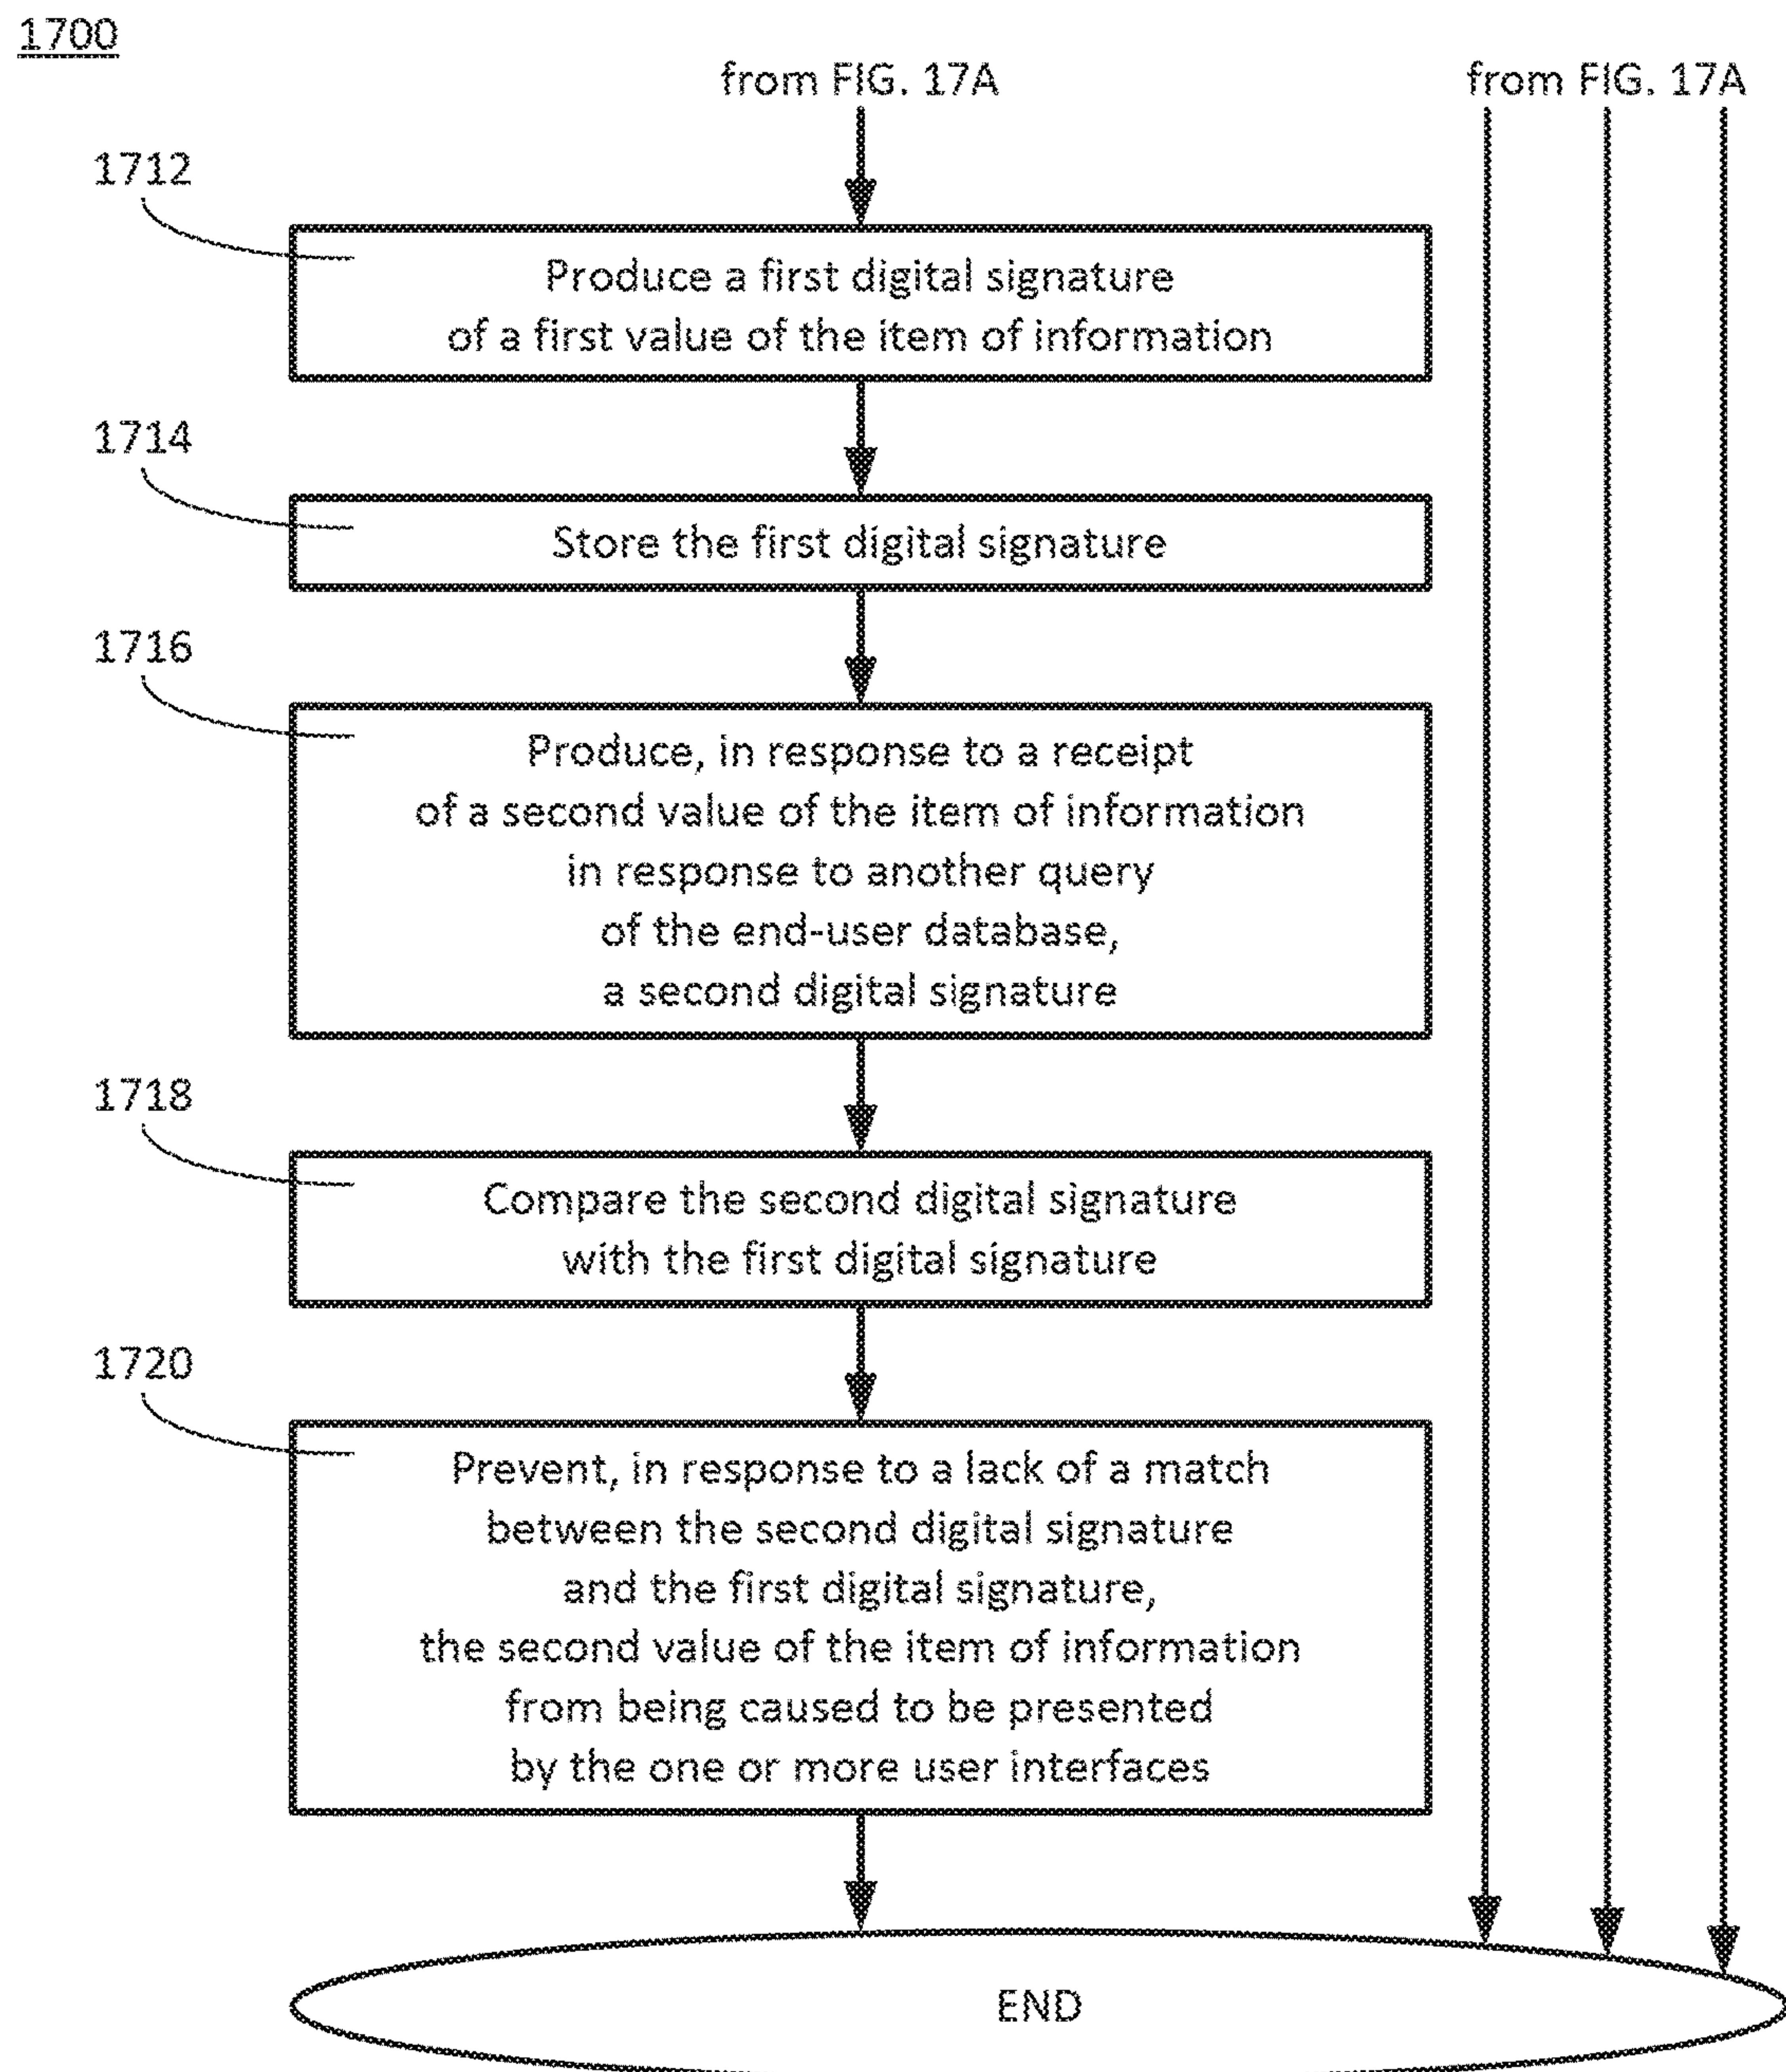 1700
from FIG. 17A
from FIG. 17A
1712
Produce a first digital signature
of a first value of the item of information
1714
Store the first digital signature
1716
Produce, in response to a receipt
of a second value of the item of information
in response to another query
of the end-user database,
a second digital signature
1718
Compare the second digital signature
with the first digital signature
1720
Prevent, in response to a lack of a match
between the second digital signature
and the first digital signature,
the second value of the item of information
from being caused to be presented
by the one or more user interfaces
END